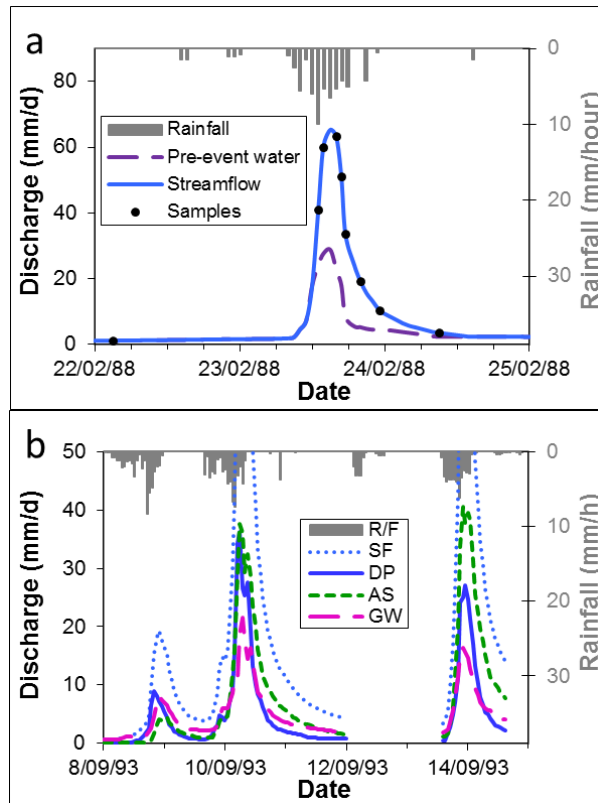 a
0
10
20
30
Rainfall (mm/hour)
80
60
40
20
0
Discharge (mm/d)
Rainfall
Pre-event water
Streamflow
Samples
22/02/88
23/02/88
24/02/88
25/02/88
Date
b
0
10
20
30
Rainfall (mm/h)
50
40
30
20
10
0
Discharge (mm/d)
R/F
SF
DP
AS
GW
8/09/93
10/09/93
12/09/93
14/09/93
Date